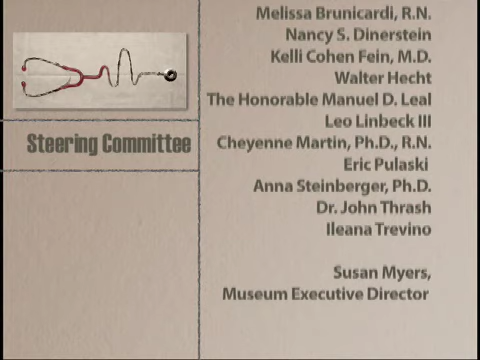 Melissa Brunicardi, R.N.
Nancy S. Dinerstein
Kelli Cohen Fein, M.D.
Walter Hecht
The Honorable Manuel D. Leal
Leo Linbeck III
Steering Committee
Cheyenne Martin, Ph.D., R.N.
Eric Pulaski
Anna Steinberger, Ph.D.
Dr. John Thrash
Ileana Trevino
Susan Myers,
Museum Executive Director